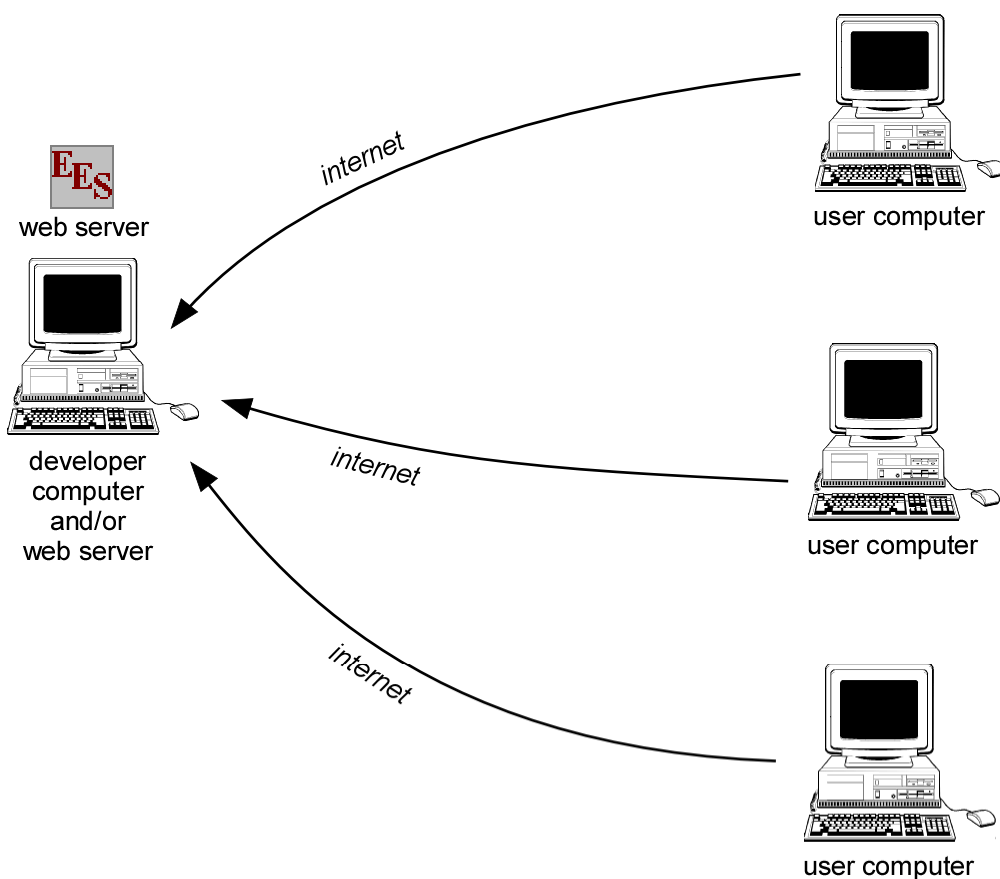 EES
web server
developer
computer
and/or
web server
internet
internet
internet
user computer
user computer
user computer